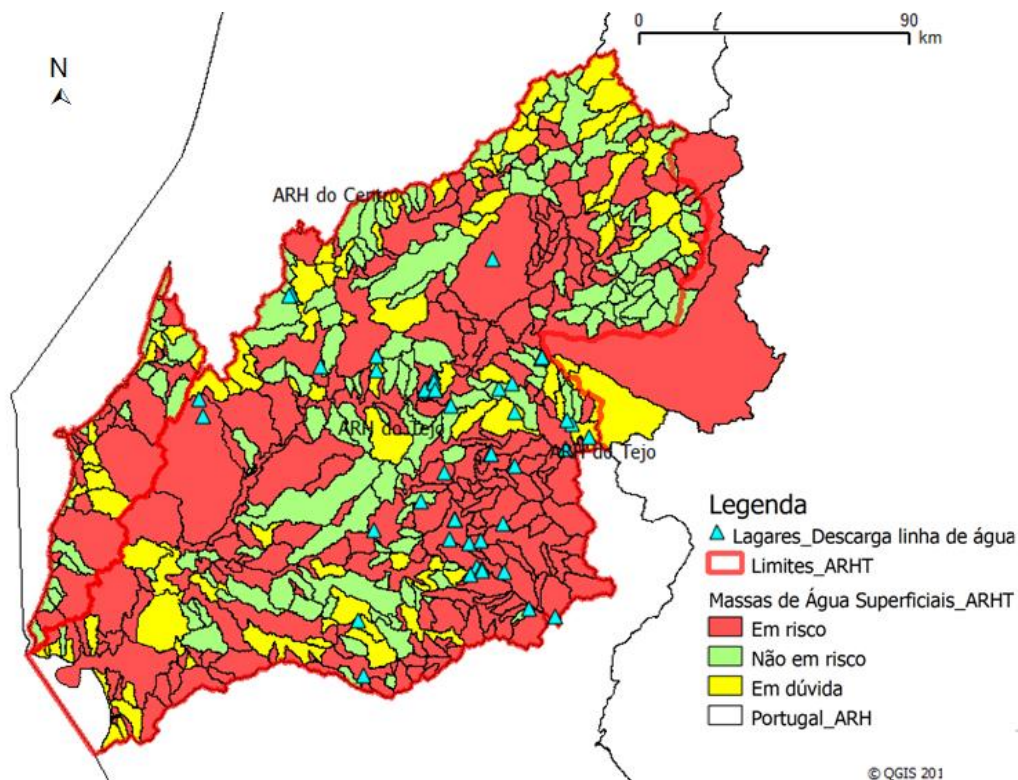 0 90
km
N
ARH do Centro
ARH do Tejo
ARH do Tejo
Legenda
Lagares_Descarga linha de água
Limites_ARHT
Massas de Água Superficiais_ARHT
Em risco
Não em risco
Em dúvida
Portugal_ARH
© QGIS 201